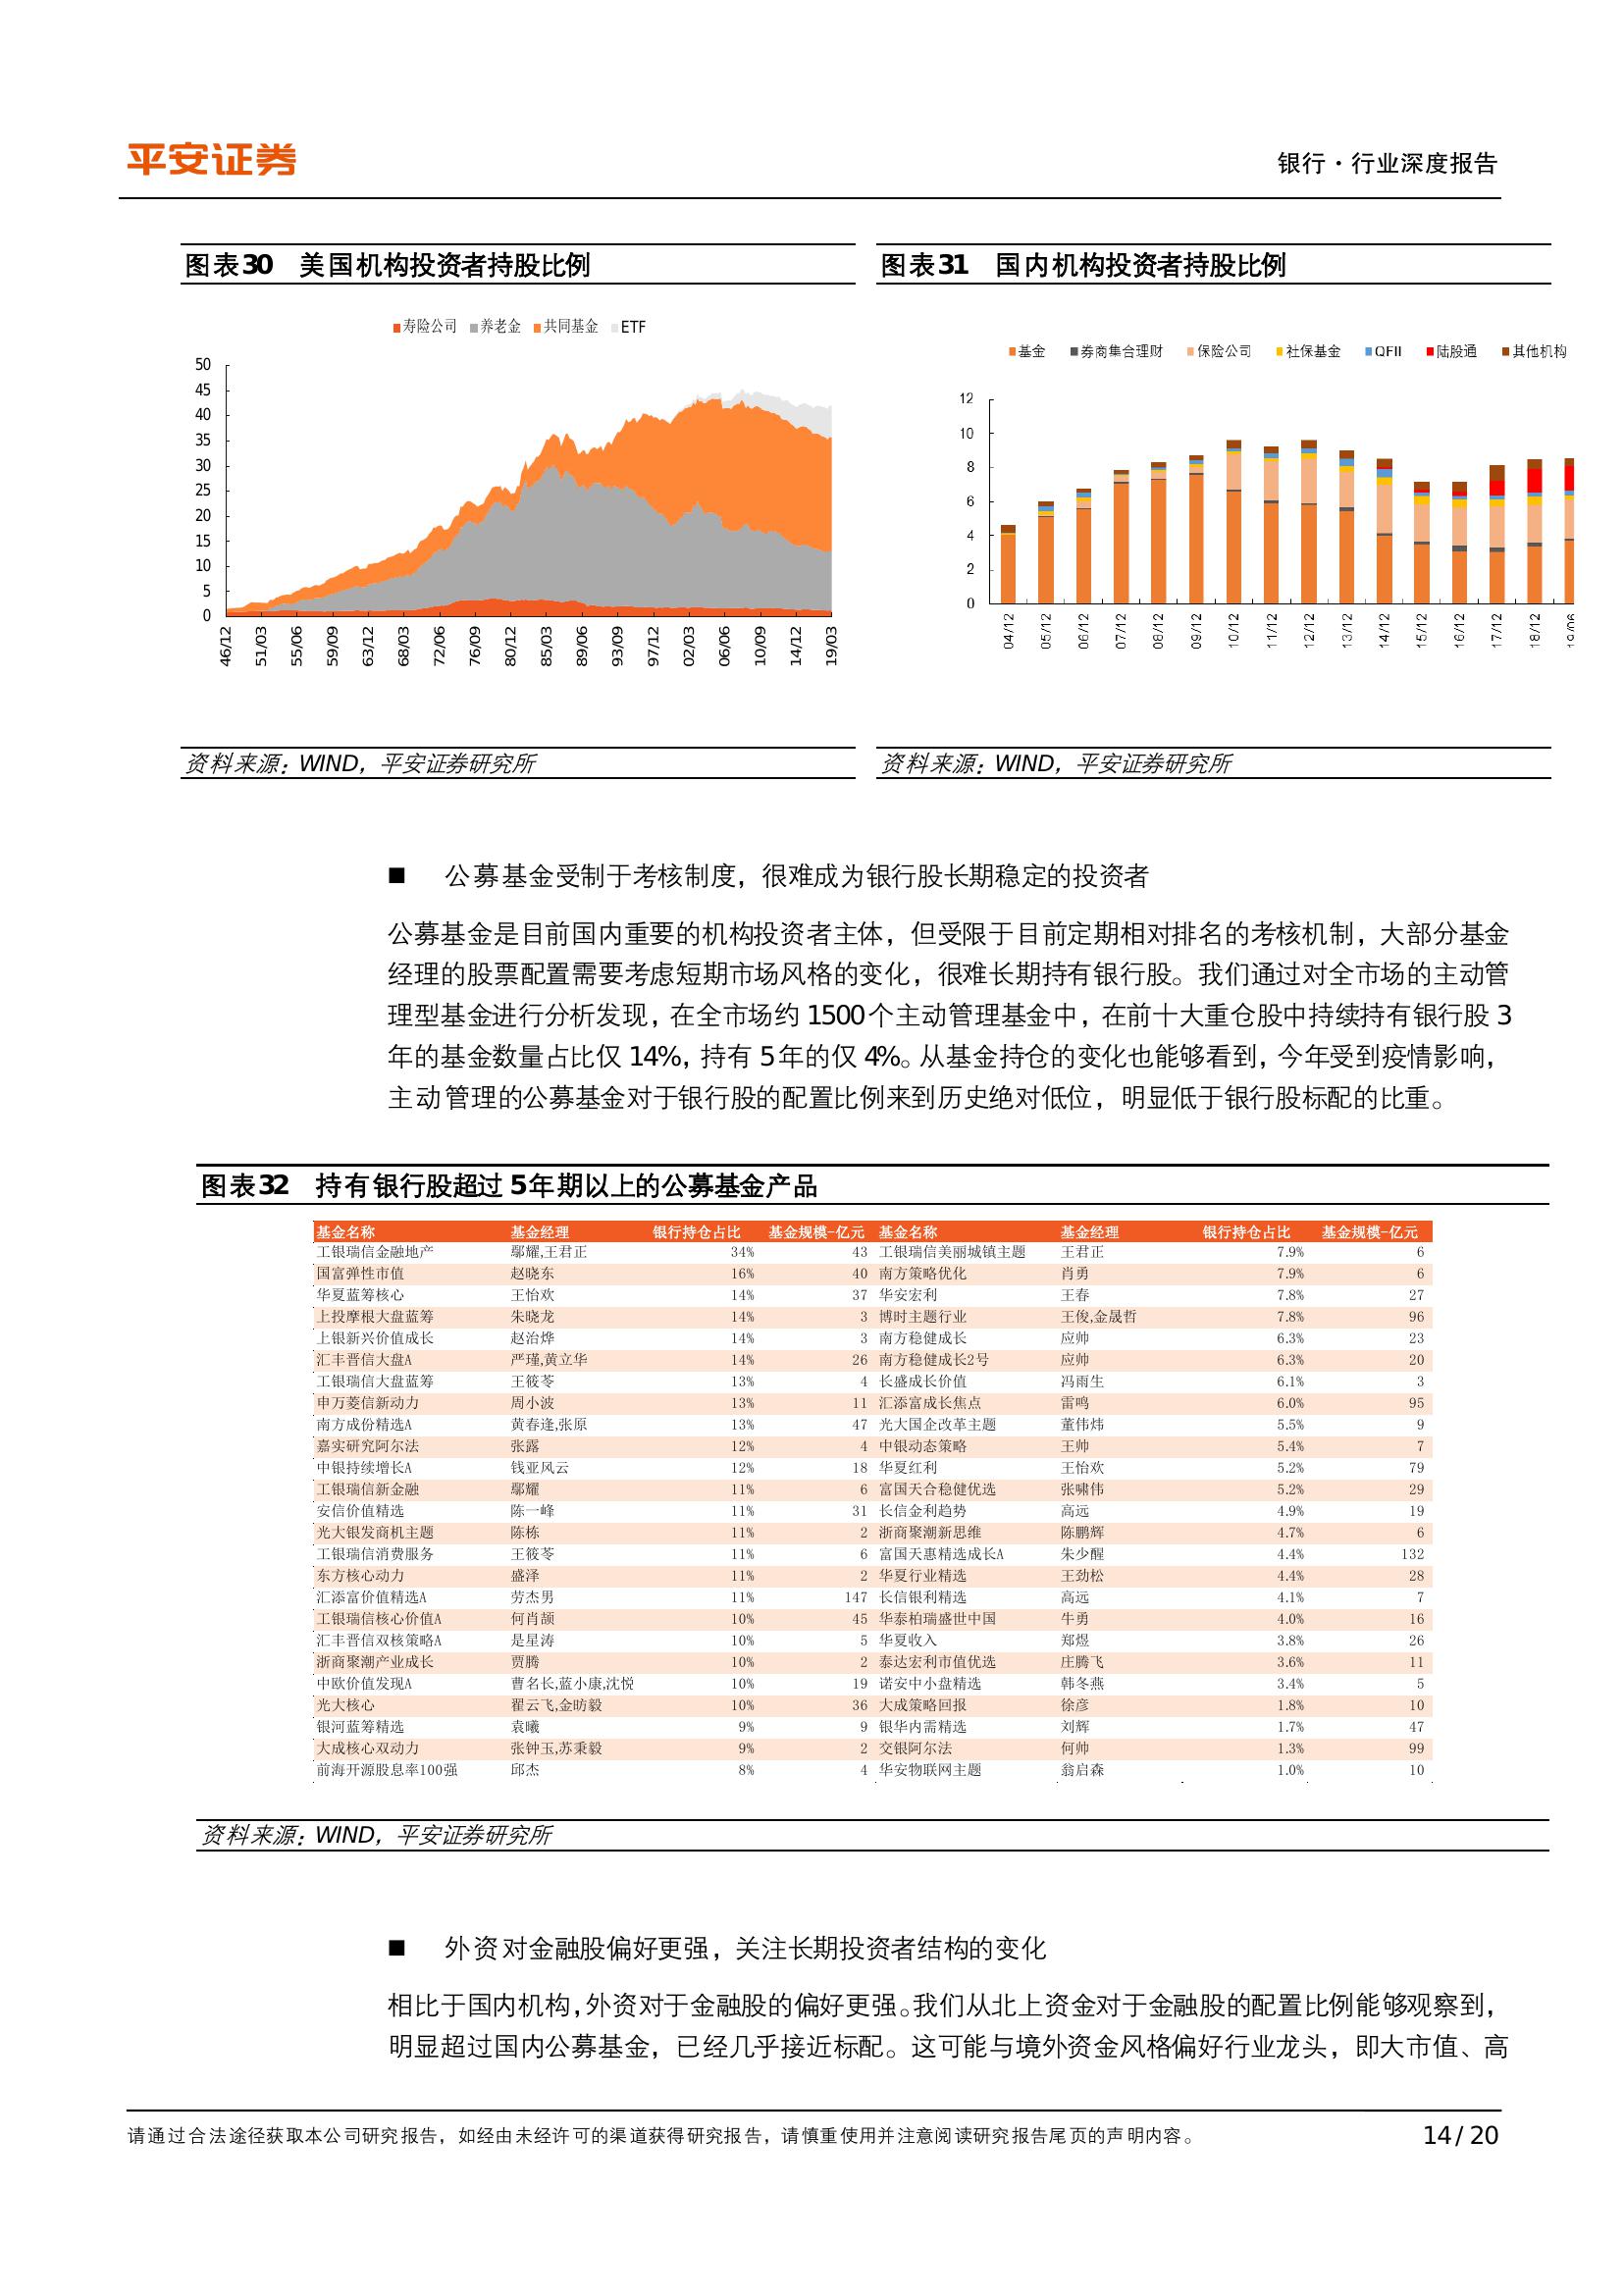 平安证券
银行·行业深度报告
图表30 美国机构投资者持股比例
寿险公司 养老金 共同基金 ETF
50
45
40
35
30
25
20
15
10
5
0
46/12 51/03 55/06 59/09 63/12 68/03 72/06 76/09 80/12 85/03 89/06 93/09 97/12 02/03 06/06 10/09 14/12 19/03
资料来源:WIND，平安证券研究所
图表31 国内机构投资者持股比例
基金 券商集合理财 保险公司 社保基金 QFII 陆股通 其他机构
12
10
8
6
4
2
0
04/12 05/12 06/12 07/12 08/12 09/12 10/12 11/12 12/12 13/12 14/12 15/12 16/12 17/12 18/12 19/06
资料来源:WIND，平安证券研究所
■ 公募基金受制于考核制度，很难成为银行股长期稳定的投资者
公募基金是目前国内重要的机构投资者主体，但受限于目前定期相对排名的考核机制，大部分基金
经理的股票配置需要考虑短期市场风格的变化，很难长期持有银行股。我们通过对全市场的主动管
理型基金进行分析发现，在全市场约 1500 个主动管理基金中，在前十大重仓股中持续持有银行股 3
年的基金数量占比仅 14%，持有 5 年的仅 4%。从基金持仓的变化也能够看到，今年受到疫情影响，
主动管理的公募基金对于银行股的配置比例来到历史绝对低位，明显低于银行股标配的比重。
图表32 持有银行股超过 5 年期以上的公募基金产品
基金名称 基金经理 银行持仓占比 基金规模-亿元 基金名称 基金经理 银行持仓占比 基金规模-亿元
工银瑞信金融地产 鄢耀,王君正 34% 43 工银瑞信美丽城镇主题 王君正 7.9% 6
国富弹性市值 赵晓东 16% 40 南方策略优化 肖勇 7.9% 6
华夏蓝筹核心 王怡欢 14% 37 华安宏利 王春 7.8% 27
上投摩根大盘蓝筹 朱晓龙 14% 3 博时主题行业 王俊,金晟哲 7.8% 96
上银新兴价值成长 赵治烨 14% 3 南方稳健成长 应帅 6.3% 23
汇丰晋信大盘A 严瑾,黄立华 14% 26 南方稳健成长2号 应帅 6.3% 20
工银瑞信大盘蓝筹 王筱苓 13% 4 长盛成长价值 冯雨生 6.1% 3
申万菱信新动力 周小波 13% 11 汇添富成长焦点 雷鸣 6.0% 95
南方成份精选A 黄春逢,张原 13% 47 光大国企改革主题 董伟炜 5.5% 9
嘉实研究阿尔法 张露 12% 4 中银动态策略 王帅 5.4% 7
中银持续增长A 钱亚风云 12% 18 华夏红利 王怡欢 5.2% 79
工银瑞信新金融 鄢耀 11% 6 富国天合稳健优选 张啸伟 5.2% 29
安信价值精选 陈一峰 11% 31 长信金利趋势 高远 4.9% 19
光大银发商机主题 陈栋 11% 2 浙商聚潮新思维 陈鹏辉 4.7% 6
工银瑞信消费服务 王筱苓 11% 6 富国天惠精选成长A 朱少醒 4.4% 132
东方核心动力 盛泽 11% 2 华夏行业精选 王劲松 4.4% 28
汇添富价值精选A 劳杰男 11% 147 长信银利精选 高远 4.1% 7
工银瑞信核心价值A 何肖颉 10% 45 华泰柏瑞盛世中国 牛勇 4.0% 16
汇丰晋信双核策略A 是星涛 10% 5 华夏收入 郑煜 3.8% 26
浙商聚潮产业成长 贾腾 10% 2 泰达宏利市值优选 庄腾飞 3.6% 11
中欧价值发现A 曹名长,蓝小康,沈悦 10% 19 诺安中小盘精选 韩冬燕 3.4% 5
光大核心 翟云飞,金昉毅 10% 36 大成策略回报 徐彦 1.8% 10
银河蓝筹精选 袁曦 9% 9 银华内需精选 刘辉 1.7% 47
大成核心双动力 张钟玉,苏秉毅 9% 2 交银阿尔法 何帅 1.3% 99
前海开源股息率100强 邱杰 8% 4 华安物联网主题 翁启森 1.0% 10
资料来源:WIND，平安证券研究所
■ 外资对金融股偏好更强，关注长期投资者结构的变化
相比于国内机构，外资对于金融股的偏好更强。我们从北上资金对于金融股的配置比例能够观察到，
明显超过国内公募基金，已经几乎接近标配。这可能与境外资金风格偏好行业龙头，即大市值、高
请通过合法途径获取本公司研究报告，如经由未经许可的渠道获得研究报告，请慎重使用并注意阅读研究报告尾页的声明内容。
14 / 20